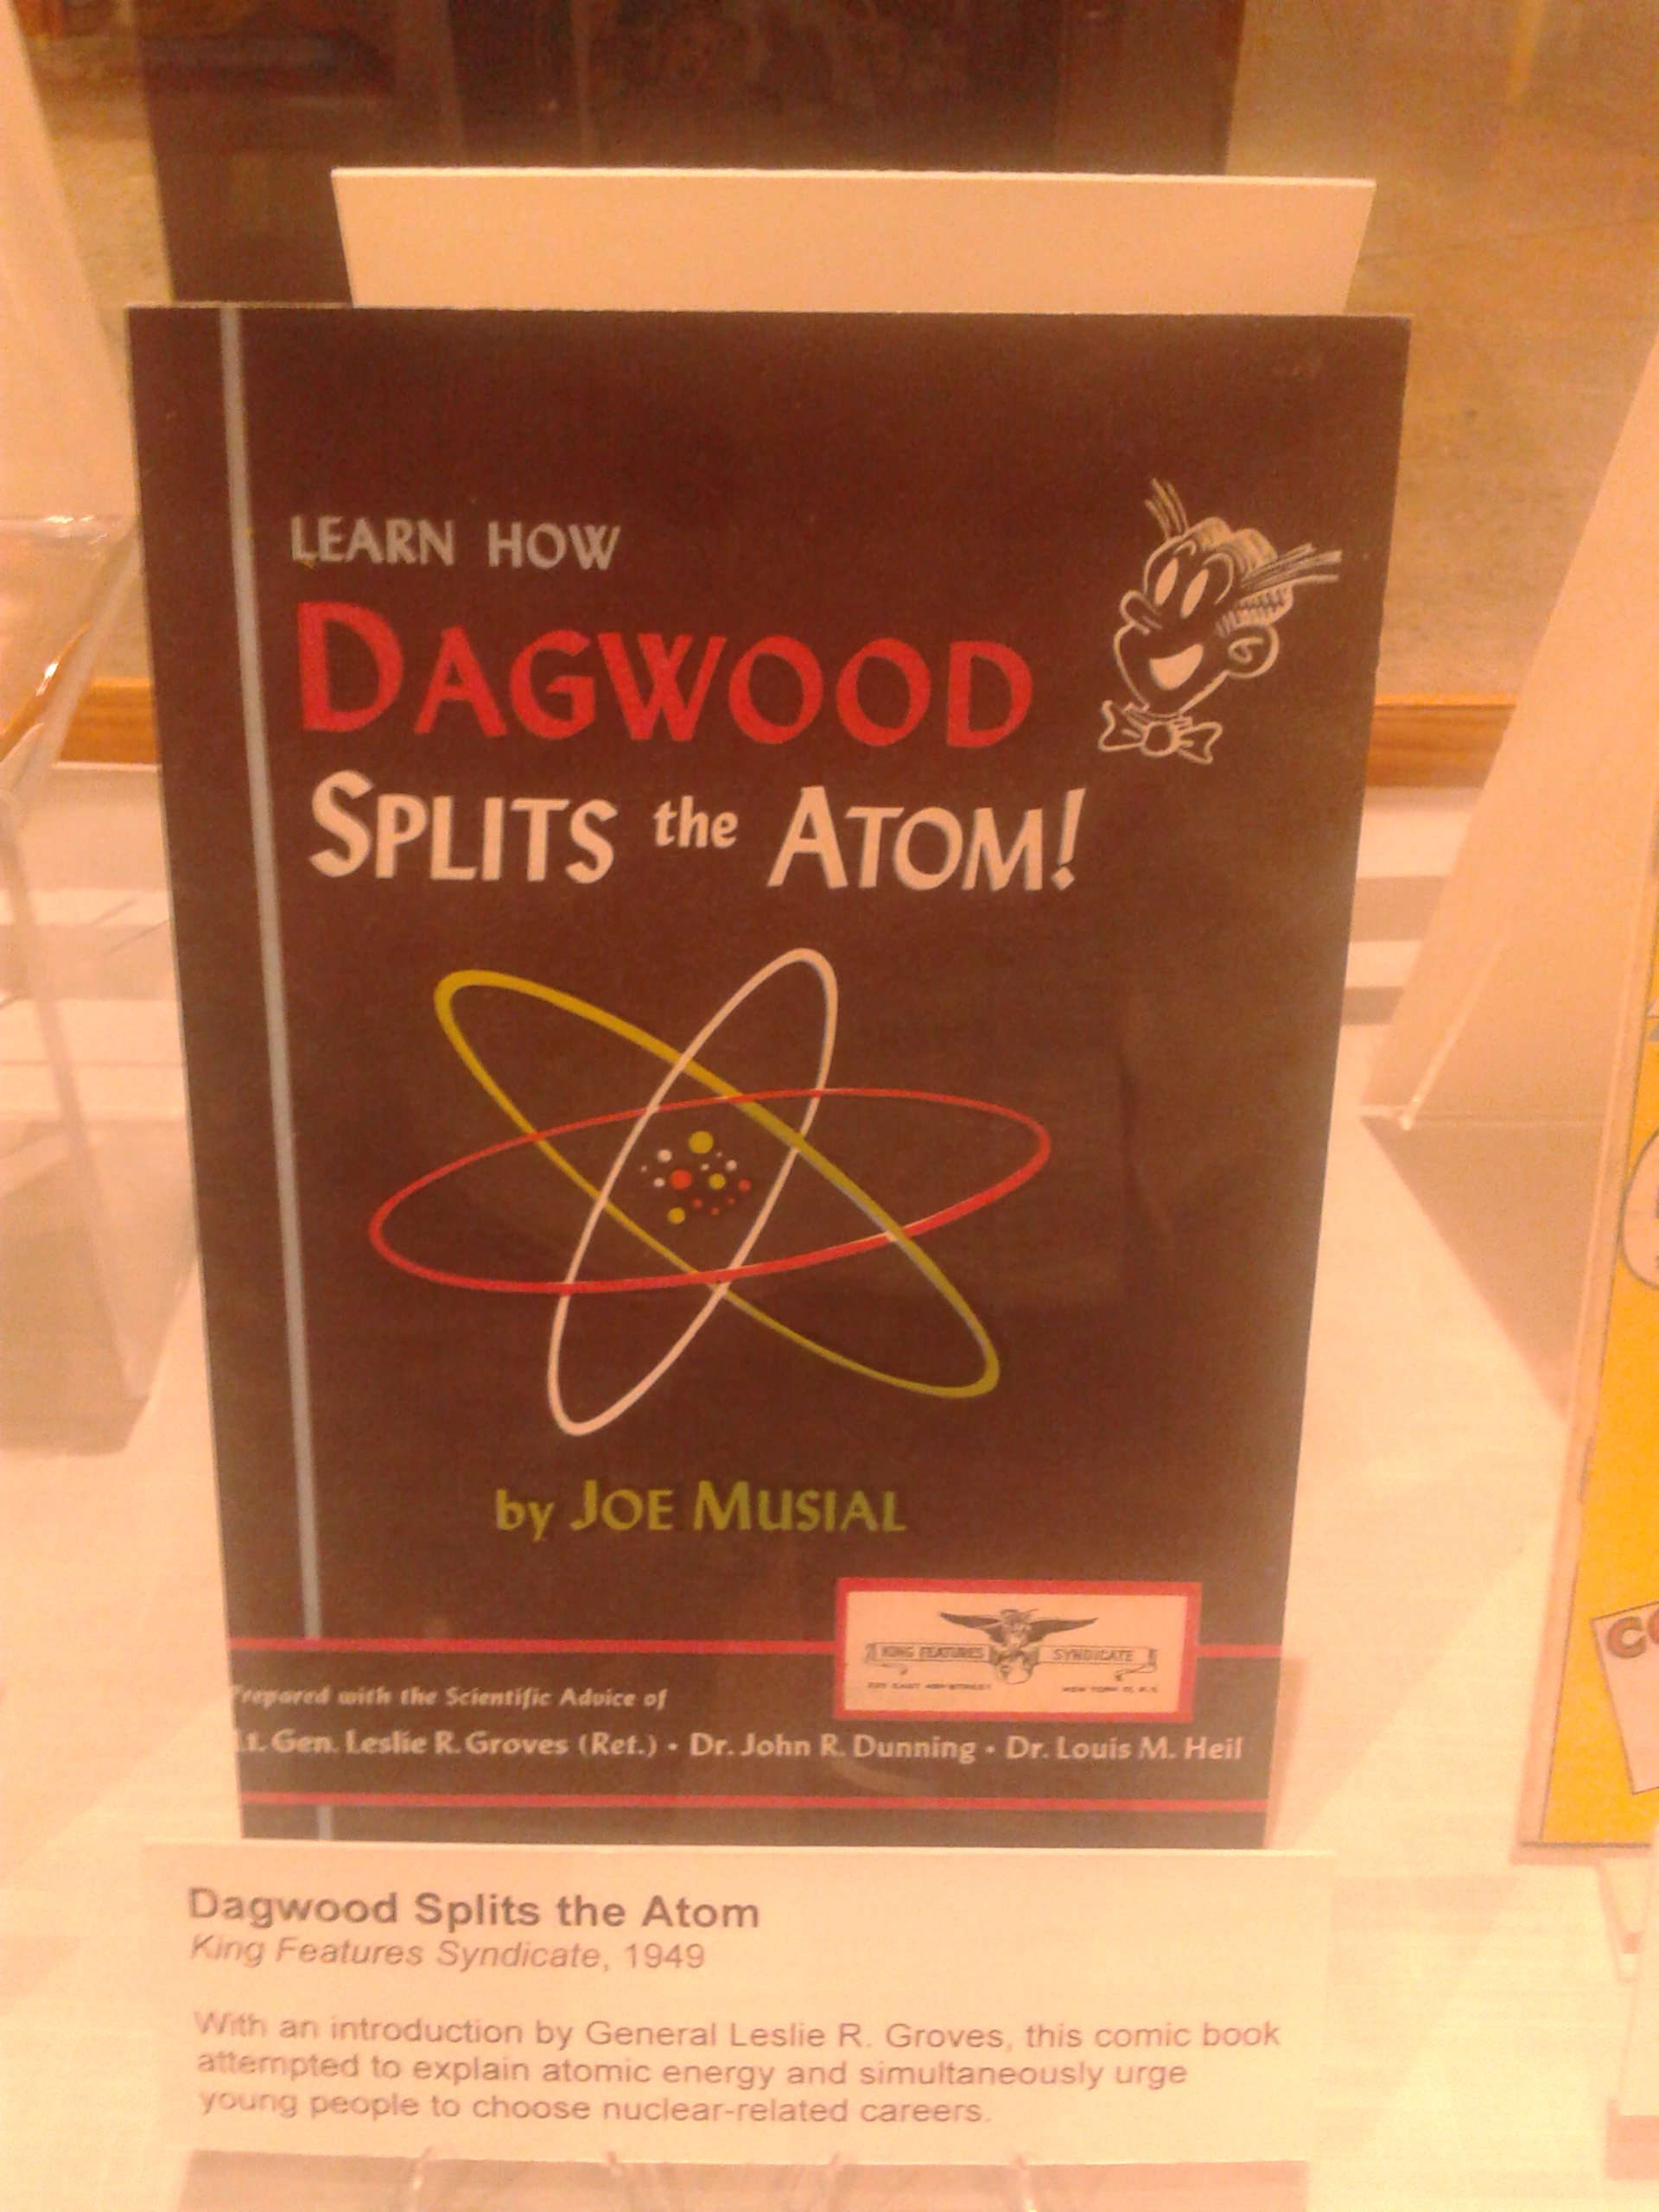 LEARN HOW
DAGWOOD
SPLITS the ATOM!
by JOE MUSIAL
KING FEATURES SYNDICATE
Prepared with the Scientific Advice of
Lt. Gen. Leslie R. Groves (Ret.) • Dr. John R. Dunning • Dr. Louis M. Heil
Dagwood Splits the Atom
King Features Syndicate, 1949
With an introduction by General Leslie R. Groves, this comic book
attempted to explain atomic energy and simultaneously urge
young people to choose nuclear-related careers.